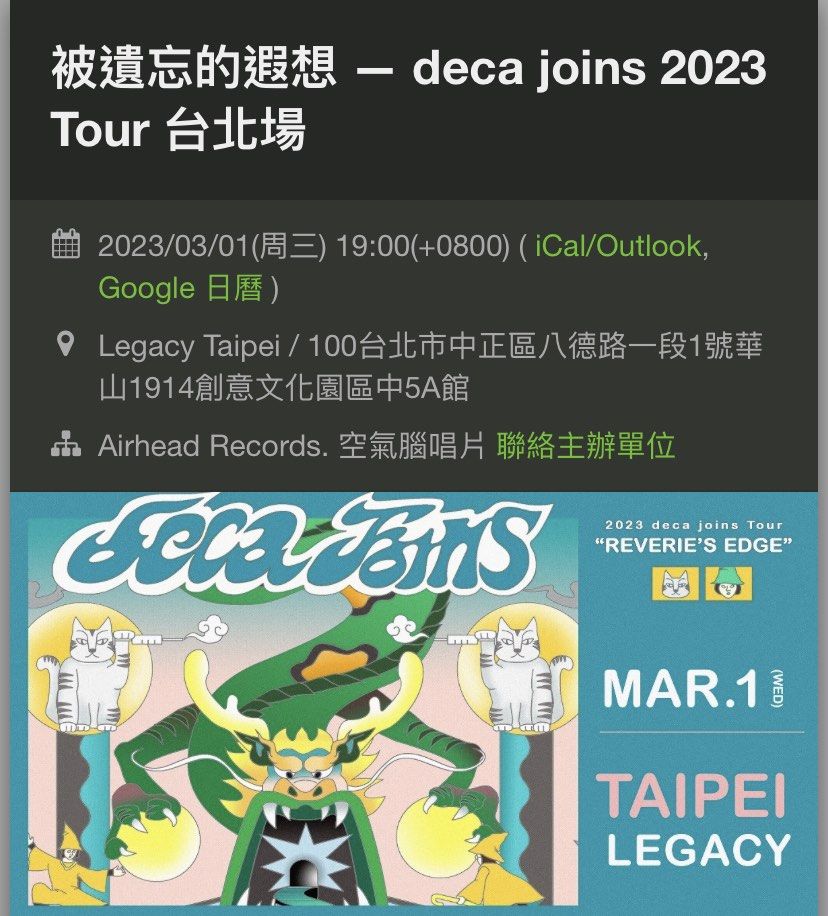 被遺忘的遐想 — deca joins 2023
Tour 台北場
2023/03/01(周三) 19:00(+0800) ( iCal/Outlook,
Google 日曆 )
Legacy Taipei / 100台北市中正區八德路一段1號華
山1914創意文化園區中5A館
Airhead Records. 空氣腦唱片 聯絡主辦單位
deca joins
2023 deca joins Tour
“REVERIE’S EDGE”
MAR.1 (WED)
TAIPEI
LEGACY